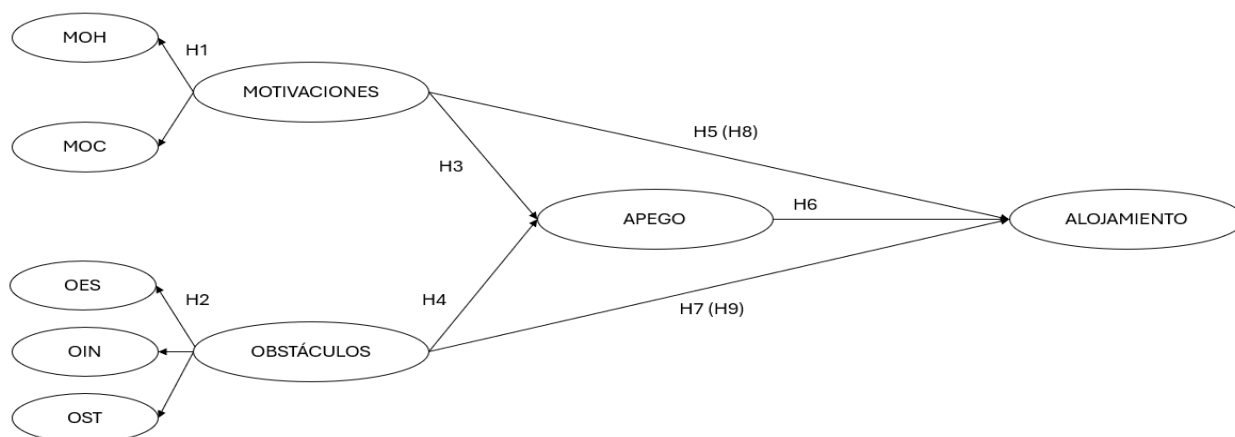 MOH
H1
MOTIVACIONES
MOC
H5 (H8)
H3
APEGO
H6
ALOJAMIENTO
OES
H2
H4
H7 (H9)
OIN
OBSTÁCULOS
OST